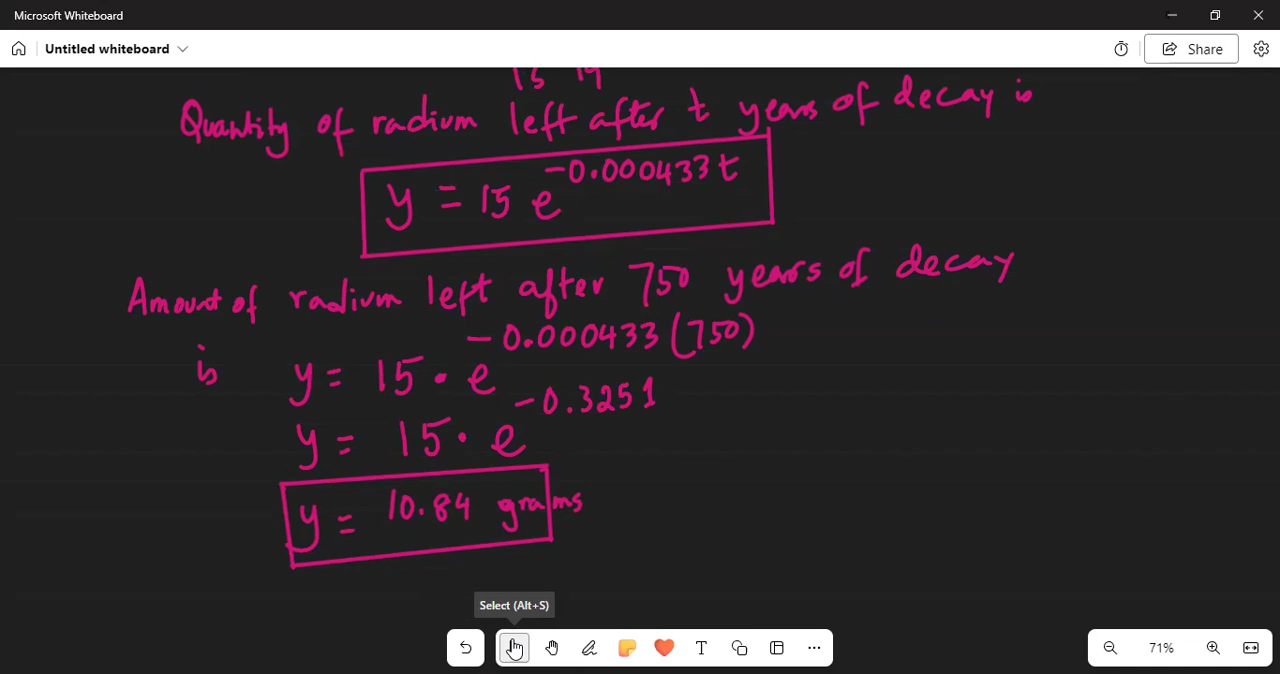 Microsoft Whiteboard
Untitled whiteboard
Share
Quantity of radium left after t years of decay is
y = 15 e^-0.000433t
Amount of radium left after 750 years of decay
is y = 15 · e^-0.000433(750)
y = 15 · e^-0.3251
y = 10.84 grams
Select (Alt+S)
T
71%